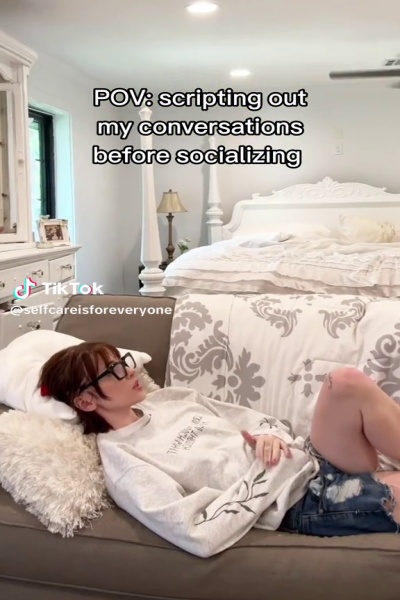 POV: scripting out
my conversations
before socializing
TikTok
@selfcareisforeveryone